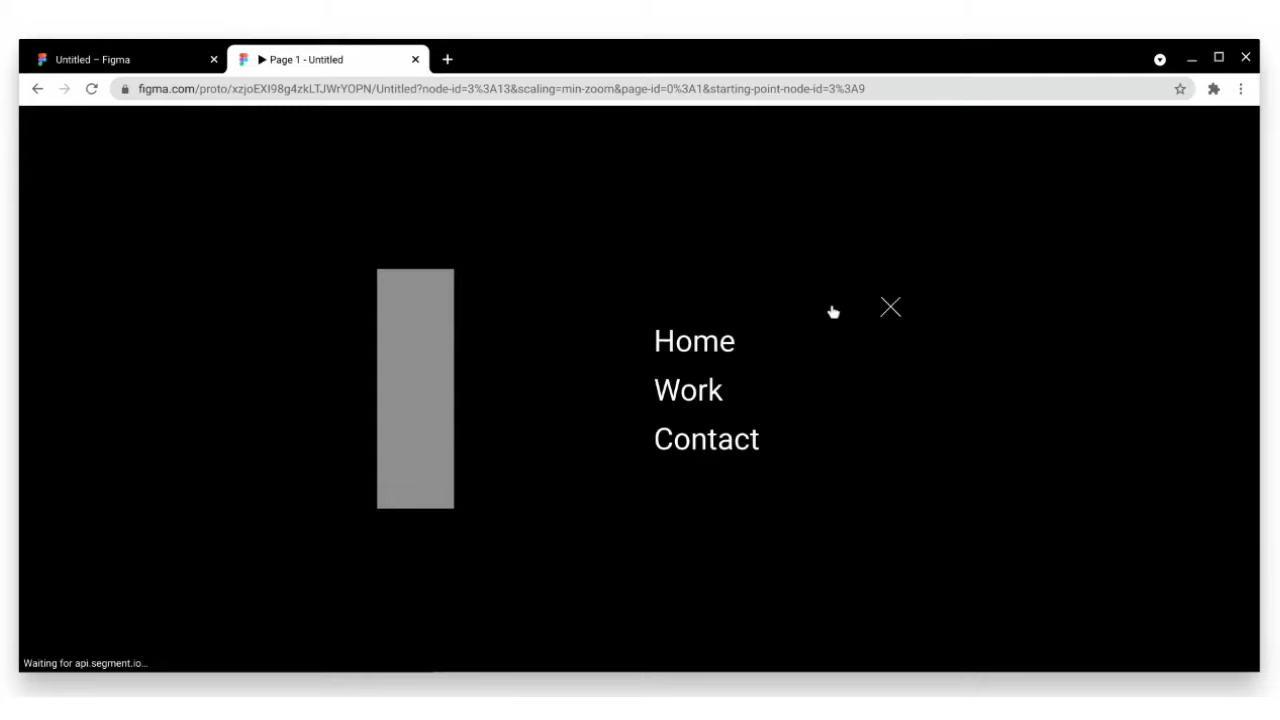 Untitled – Figma
Page 1 - Untitled
figma.com/proto/xzjoEXI98g4zkLTJWrYOPN/Untitled?node-id=3%3A13&scaling=min-zoom&page-id=0%3A1&starting-point-node-id=3%3A9
Home
Work
Contact
Waiting for api.segment.io...